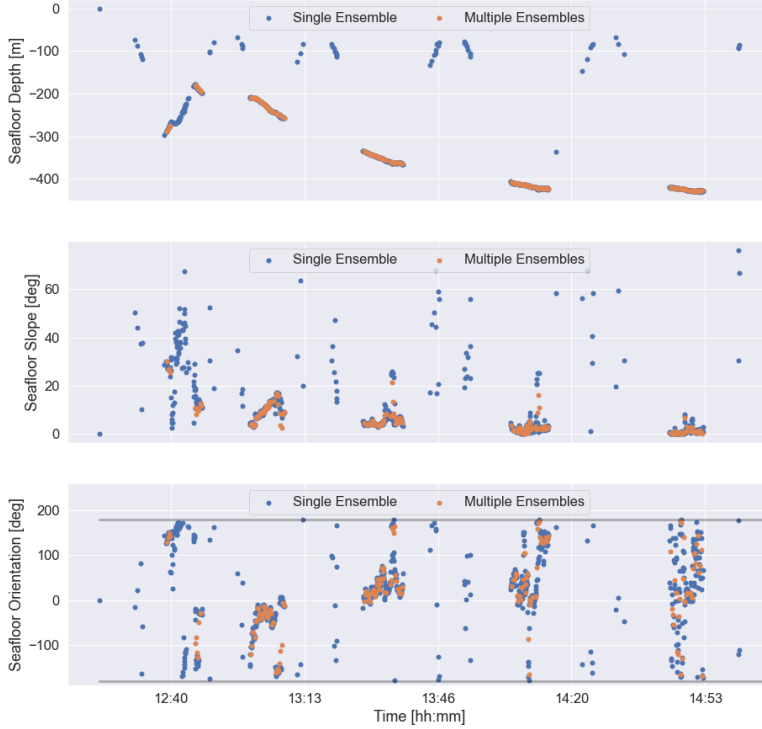 0
−100
−200
−300
−400
Seafloor Depth [m]
Single Ensemble
Multiple Ensembles
60
40
20
0
Seafloor Slope [deg]
Single Ensemble
Multiple Ensembles
200
100
0
−100
Seafloor Orientation [deg]
Single Ensemble
Multiple Ensembles
12:40
13:13
13:46
14:20
14:53
Time [hh:mm]